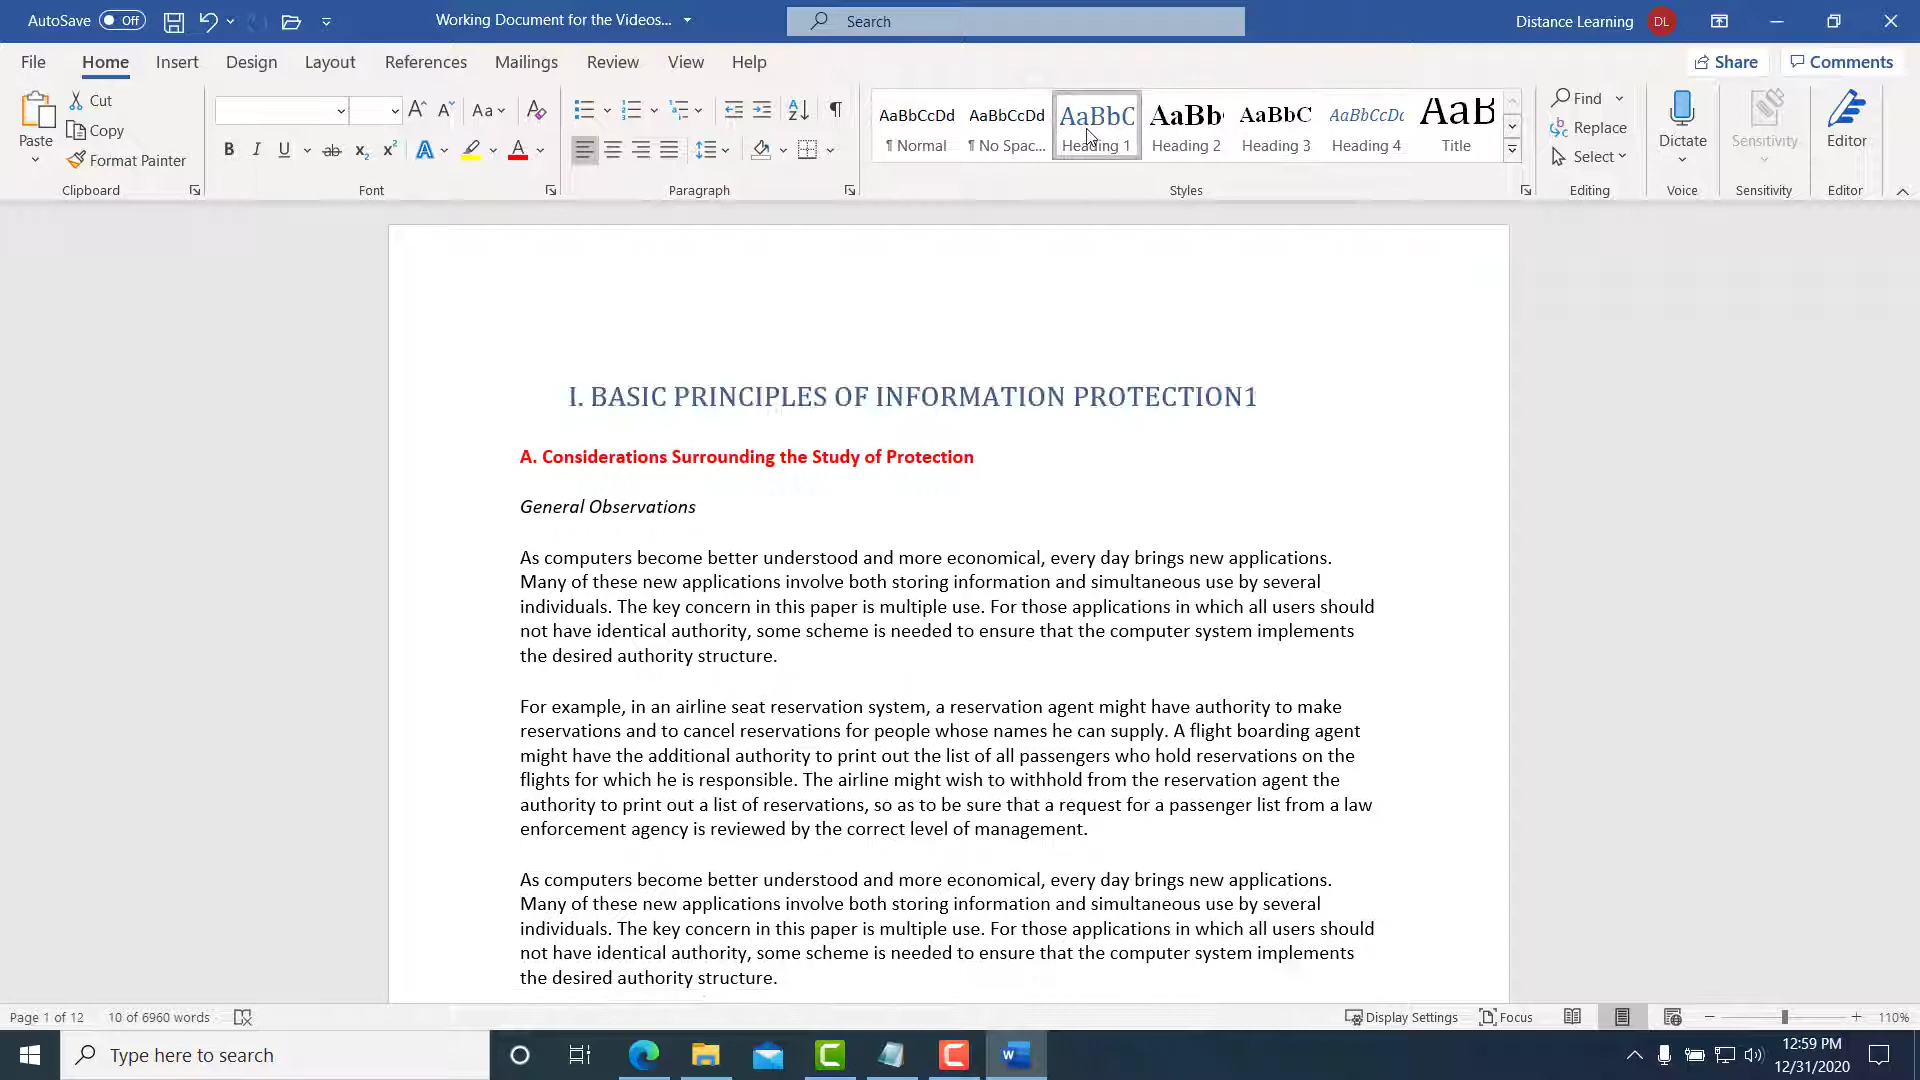 AutoSave Off Working Document for the Videos... Search Distance Learning DL
File Home Insert Design Layout References Mailings Review View Help Share Comments
Paste Cut Copy Format Painter
Clipboard
Aa
B I U ab x₂ x² A A
Font
Paragraph
AaBbCcDd AaBbCcDd AaBbC AaBb AaBbC AaBbCcDc AaB
¶ Normal ¶ No Spac... Heading 1 Heading 2 Heading 3 Heading 4 Title
Styles
Find
Replace
Select
Editing
Dictate
Voice
Sensitivity
Sensitivity
Editor
Editor
I. BASIC PRINCIPLES OF INFORMATION PROTECTION1
A. Considerations Surrounding the Study of Protection
General Observations
As computers become better understood and more economical, every day brings new applications.
Many of these new applications involve both storing information and simultaneous use by several
individuals. The key concern in this paper is multiple use. For those applications in which all users should
not have identical authority, some scheme is needed to ensure that the computer system implements
the desired authority structure.
For example, in an airline seat reservation system, a reservation agent might have authority to make
reservations and to cancel reservations for people whose names he can supply. A flight boarding agent
might have the additional authority to print out the list of all passengers who hold reservations on the
flights for which he is responsible. The airline might wish to withhold from the reservation agent the
authority to print out a list of reservations, so as to be sure that a request for a passenger list from a law
enforcement agency is reviewed by the correct level of management.
As computers become better understood and more economical, every day brings new applications.
Many of these new applications involve both storing information and simultaneous use by several
individuals. The key concern in this paper is multiple use. For those applications in which all users should
not have identical authority, some scheme is needed to ensure that the computer system implements
the desired authority structure.
Page 1 of 12 10 of 6960 words Display Settings Focus 110%
Type here to search
12:59 PM
12/31/2020